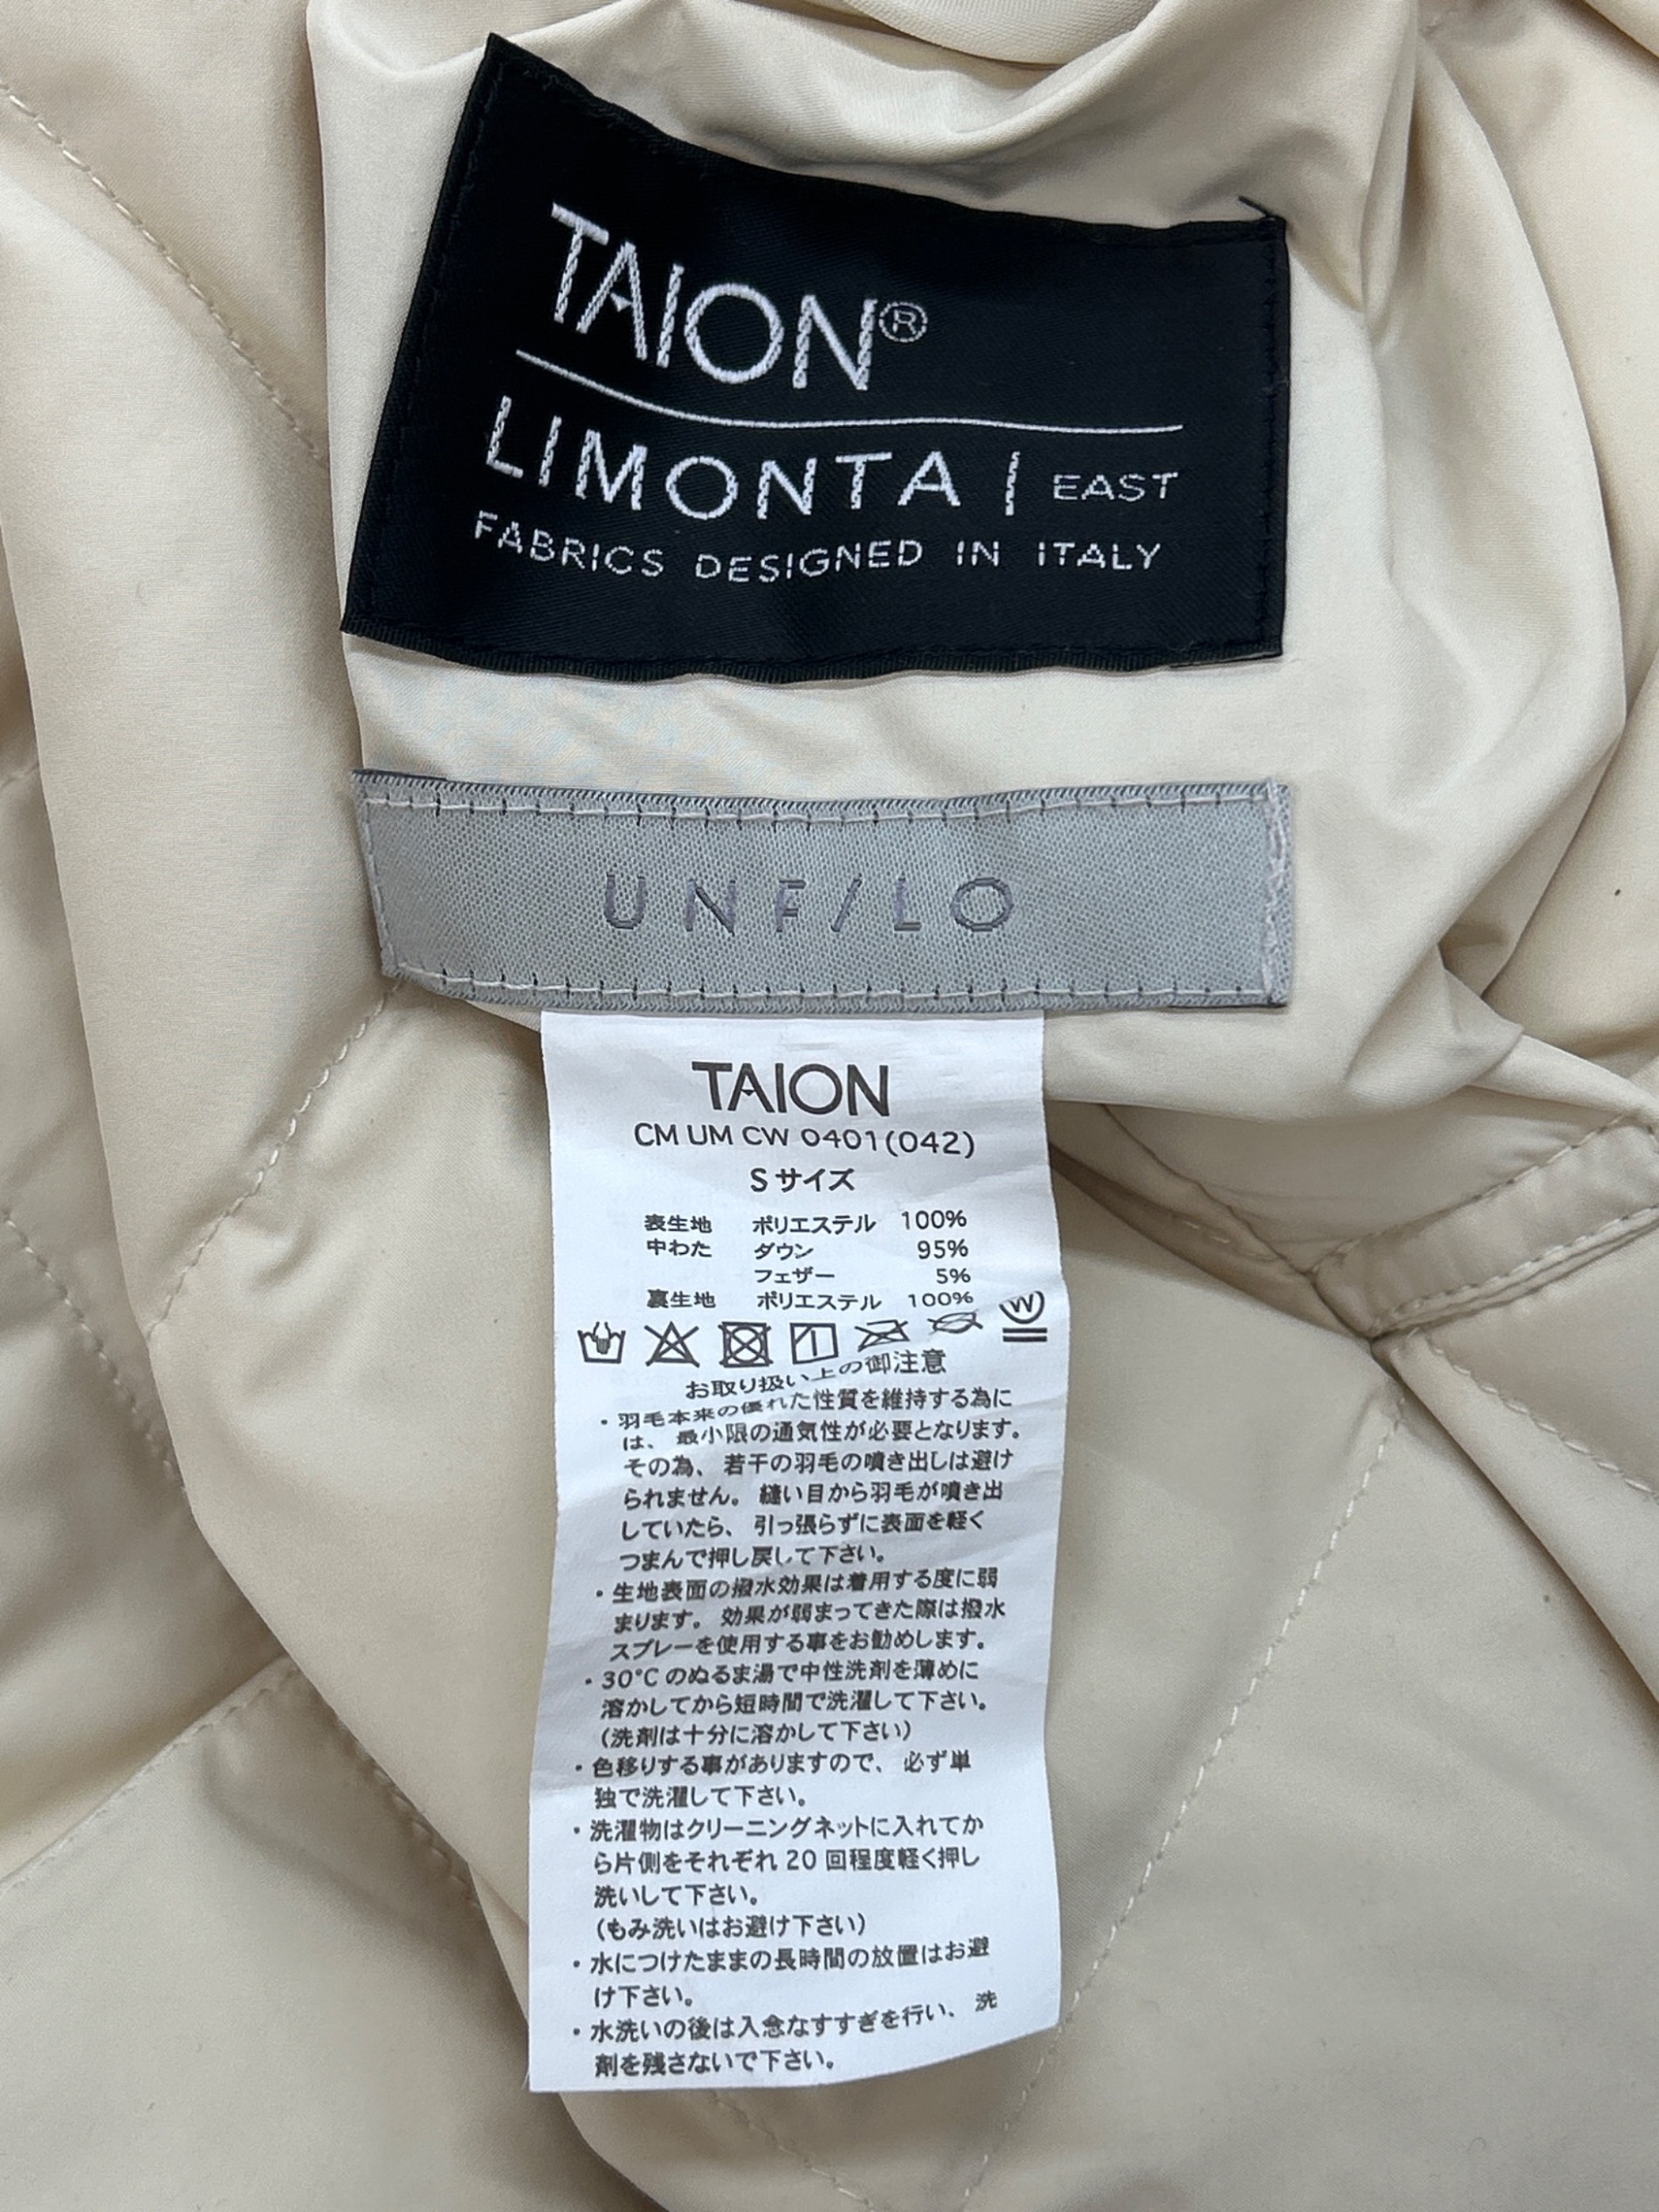 TAION®
LIMONTA | EAST
FABRICS DESIGNED IN ITALY
UNF/LO
TAION
CM UM CW 0401(042)
Sサイズ
表生地 ポリエステル 100%
中わた ダウン 95%
フェザー 5%
裏生地 ポリエステル 100%
W
お取り扱い上の御注意
・羽毛本来の優れた性質を維持する為に
は、最小限の通気性が必要となります。
その為、若干の羽毛の噴き出しは避け
られません。縫い目から羽毛が噴き出
していたら、引っ張らずに表面を軽く
つまんで押し戻して下さい。
・生地表面の撥水効果は着用する度に弱
まります。効果が弱まってきた際は撥水
スプレーを使用する事をお勧めします。
・30°Cのぬるま湯で中性洗剤を薄めに
溶かしてから短時間で洗濯して下さい。
(洗剤は十分に溶かして下さい)
・色移りする事がありますので、必ず単
独で洗濯して下さい。
・洗濯物はクリーニングネットに入れてか
ら片側をそれぞれ20回程度軽く押し
洗いして下さい。
(もみ洗いはお避け下さい)
・水につけたままの長時間の放置はお避
け下さい。
・水洗いの後は入念なすすぎを行い、洗
剤を残さないで下さい。